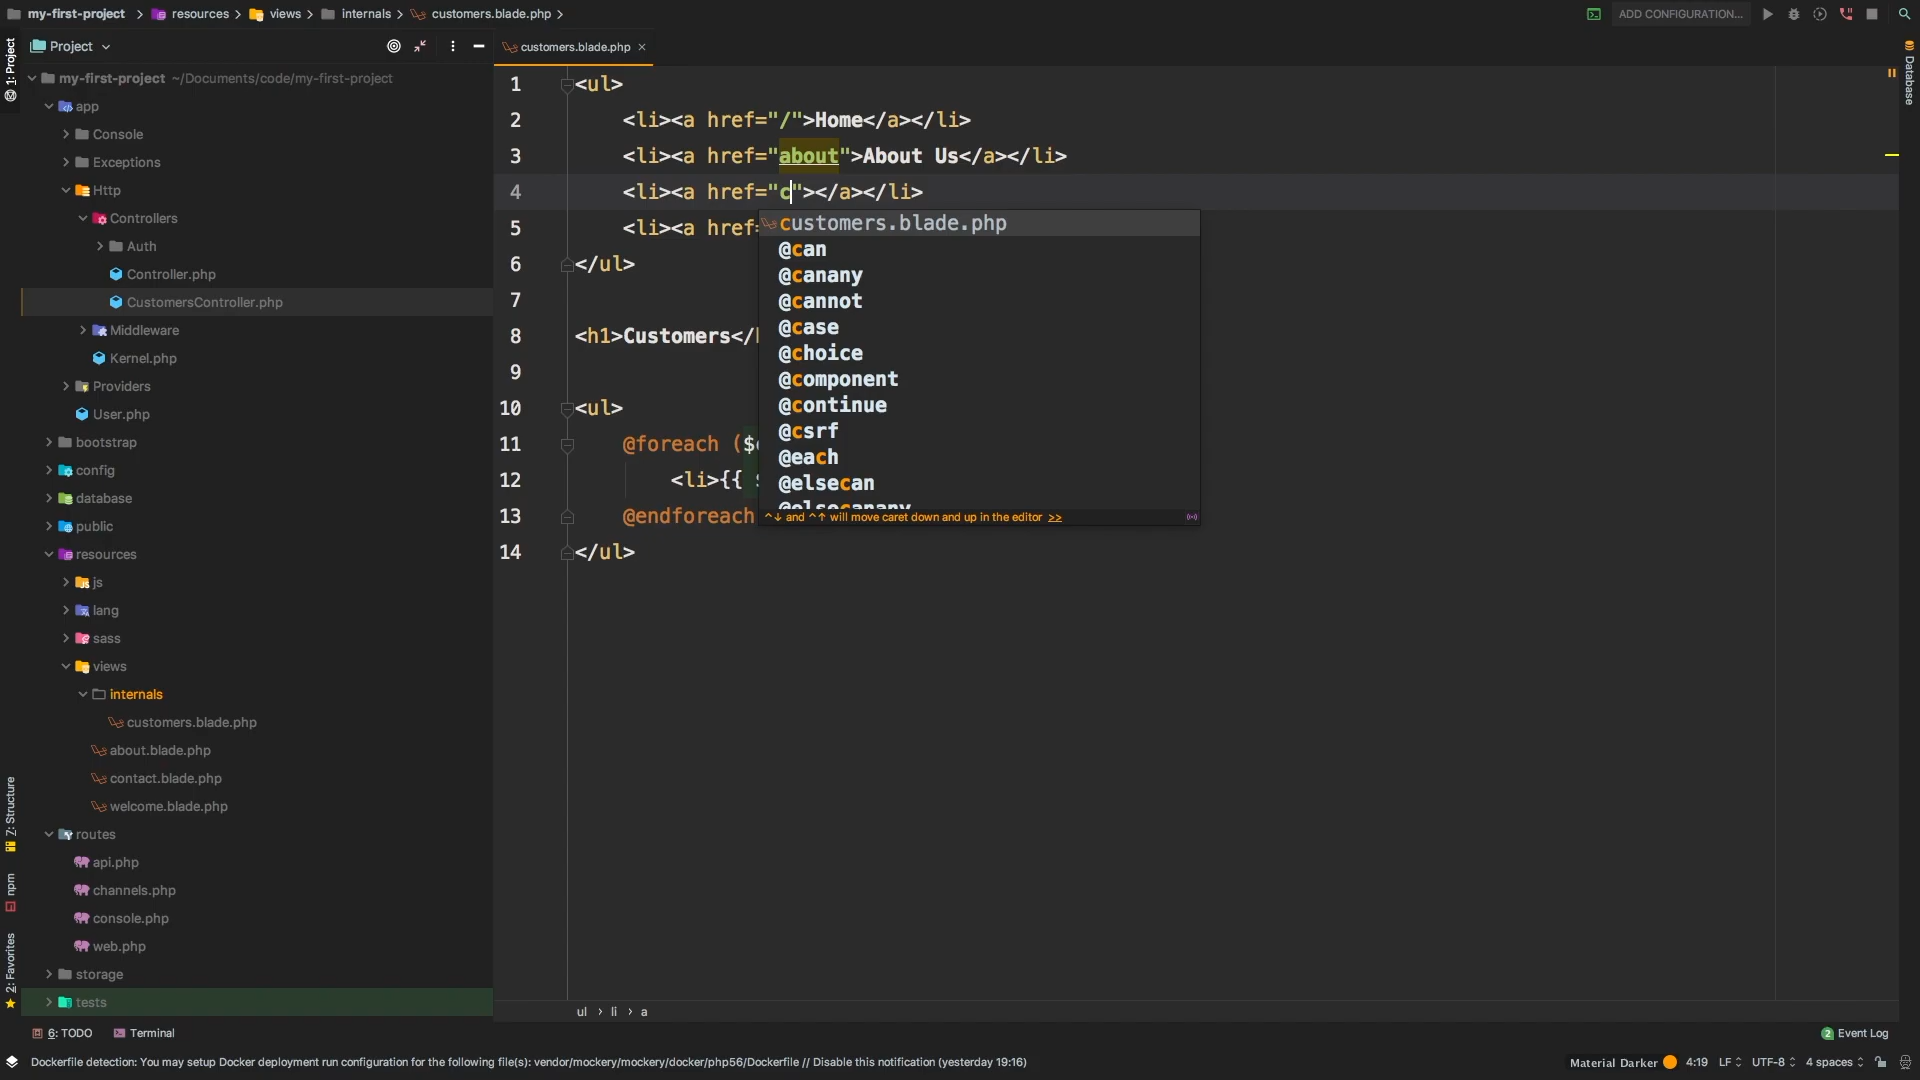 my-first-project resources views internals customers.blade.php
ADD CONFIGURATION...
1: Project
Project
customers.blade.php
Database
my-first-project ~/Documents/code/my-first-project
app
Console
Exceptions
Http
Controllers
Auth
Controller.php
CustomersController.php
Middleware
Kernel.php
Providers
User.php
bootstrap
config
database
public
resources
js
lang
sass
views
internals
customers.blade.php
about.blade.php
contact.blade.php
welcome.blade.php
routes
api.php
channels.php
console.php
web.php
storage
tests
7: Structure
npm
2: Favorites
1 <ul>
2 <li><a href="/">Home</a></li>
3 <li><a href="about">About Us</a></li>
4 <li><a href="c"></a></li>
5 <li><a href=
6 </ul>
7
8 <h1>Customers</
9
10 <ul>
11 @foreach ($
12 <li>{{
13 @endforeach
14 </ul>
customers.blade.php
@can
@canany
@cannot
@case
@choice
@component
@continue
@csrf
@each
@elsecan
@elsecanany
^↓ and ^↑ will move caret down and up in the editor >>
ul › li › a
6: TODO Terminal
2 Event Log
Dockerfile detection: You may setup Docker deployment run configuration for the following file(s): vendor/mockery/mockery/docker/php56/Dockerfile // Disable this notification (yesterday 19:16)
Material Darker 4:19 LF UTF-8 4 spaces